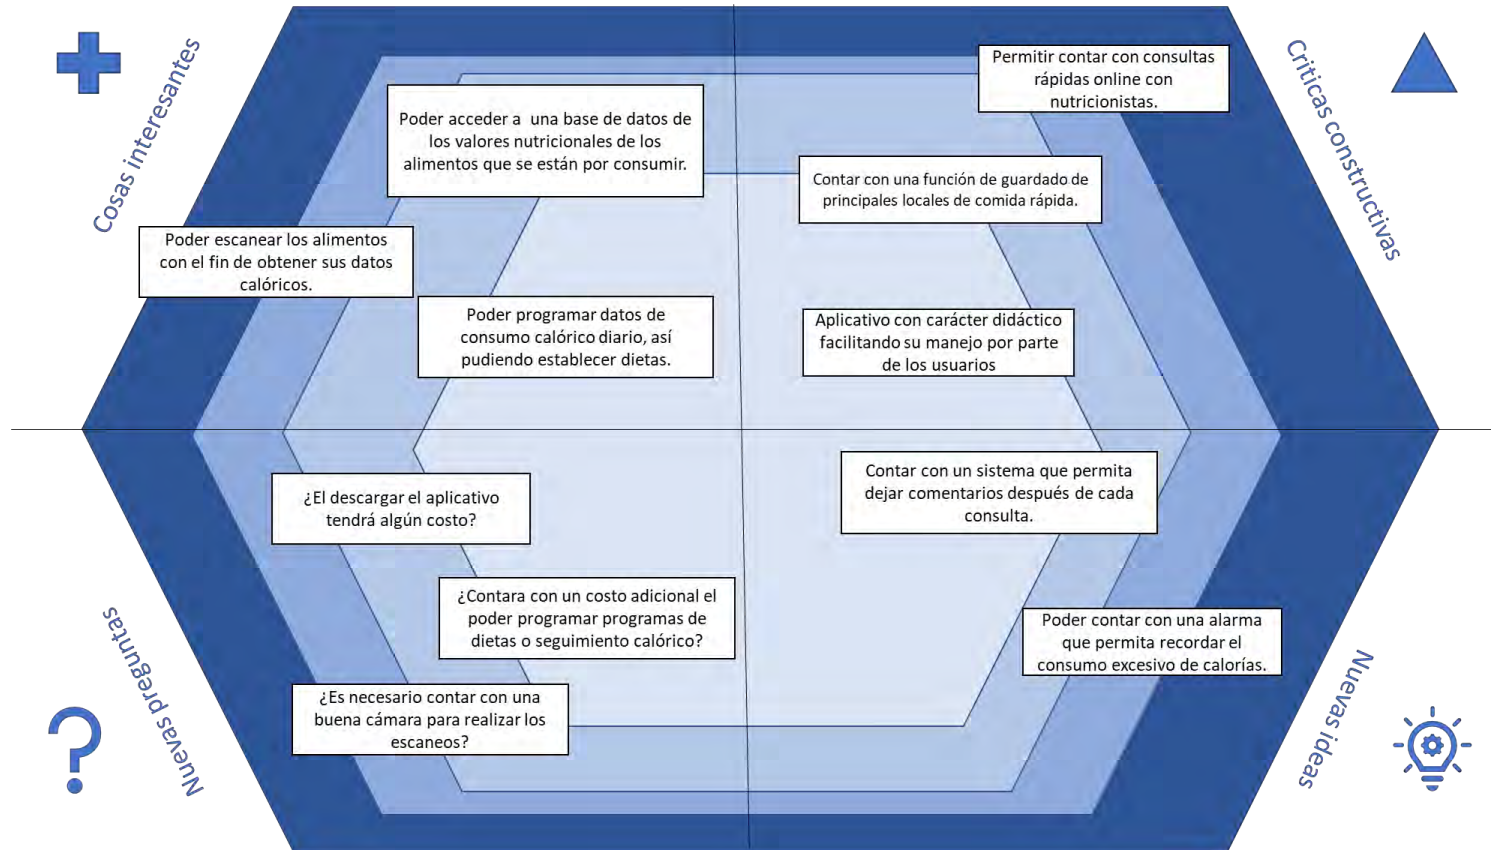 Cosas interesantes
Poder acceder a una base de datos de
los valores nutricionales de los
alimentos que se están por consumir.
Poder escanear los alimentos
con el fin de obtener sus datos
calóricos.
Poder programar datos de
consumo calórico diario, así
pudiendo establecer dietas.
Criticas constructivas
Permitir contar con consultas
rápidas online con
nutricionistas.
Contar con una función de guardado de
principales locales de comida rápida.
Aplicativo con carácter didáctico
facilitando su manejo por parte
de los usuarios
Nuevas preguntas
¿El descargar el aplicativo
tendrá algún costo?
¿Contara con un costo adicional el
poder programar programas de
dietas o seguimiento calórico?
¿Es necesario contar con una
buena cámara para realizar los
escaneos?
Nuevas ideas
Contar con un sistema que permita
dejar comentarios después de cada
consulta.
Poder contar con una alarma
que permita recordar el
consumo excesivo de calorías.